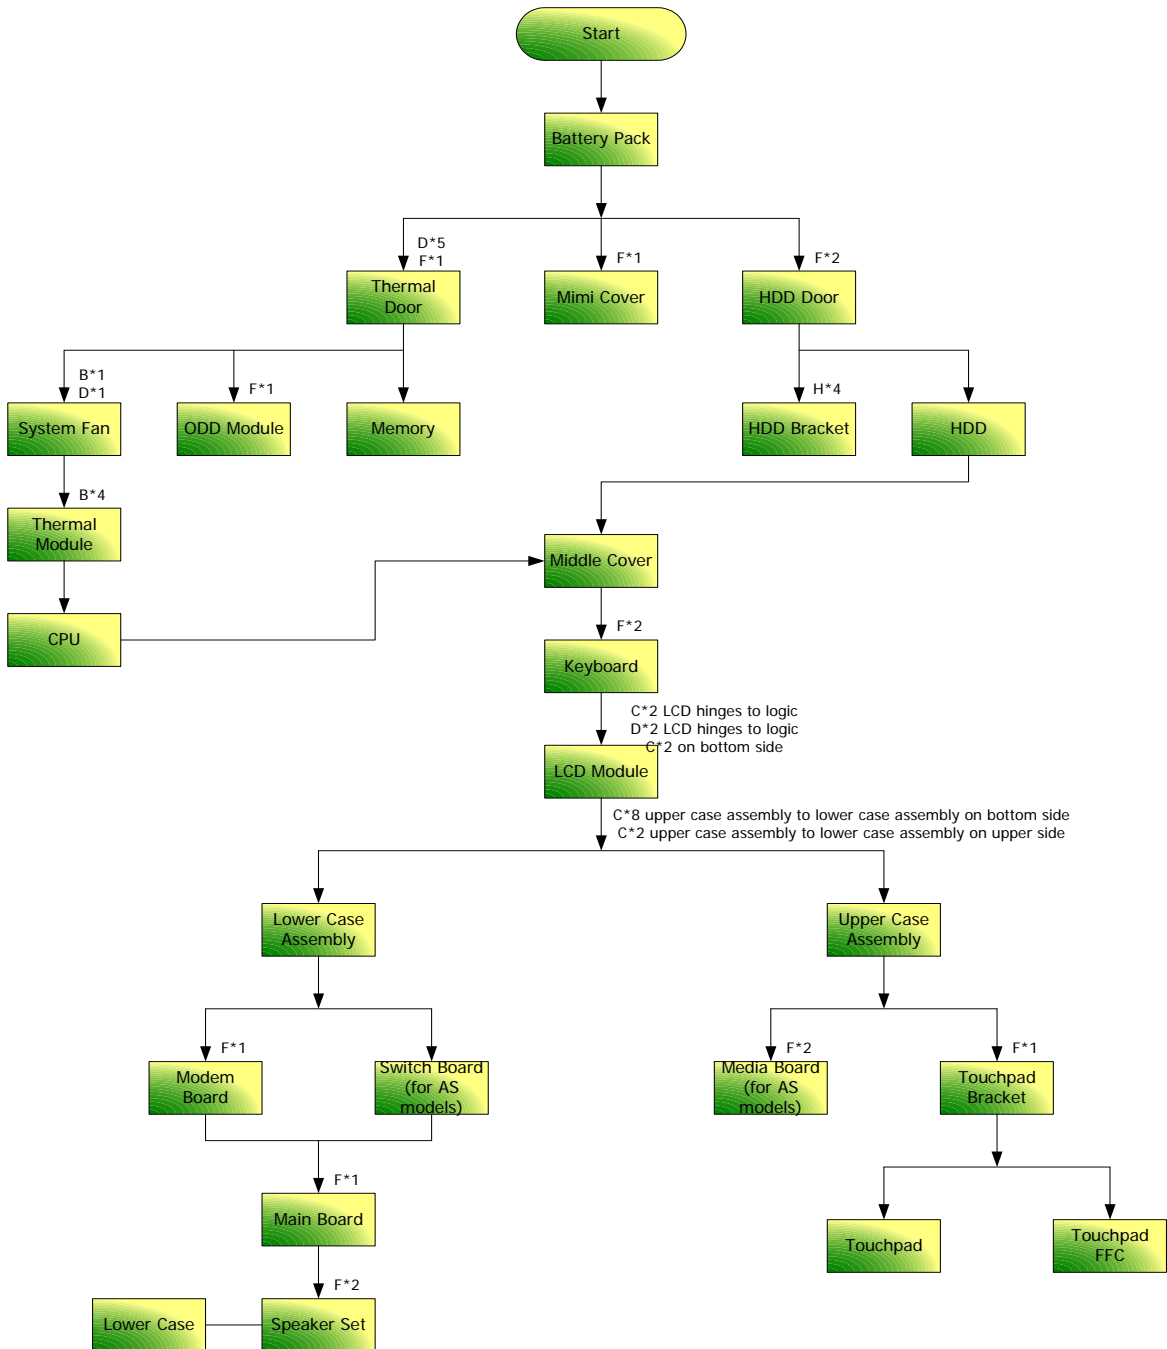 Start
Battery Pack
D*5
F*1
F*1
F*2
Thermal
Door
Mimi Cover
HDD Door
B*1
D*1
F*1
H*4
System Fan
ODD Module
Memory
HDD Bracket
HDD
B*4
Thermal
Module
Middle Cover
CPU
F*2
Keyboard
C*2 LCD hinges to logic
D*2 LCD hinges to logic
C*2 on bottom side
LCD Module
C*8 upper case assembly to lower case assembly on bottom side
C*2 upper case assembly to lower case assembly on upper side
Lower Case
Assembly
Upper Case
Assembly
F*1
F*2
F*1
Modem
Board
Switch Board
(for AS
models)
Media Board
(for AS
models)
Touchpad
Bracket
F*1
Main Board
Touchpad
Touchpad
FFC
F*2
Lower Case
Speaker Set